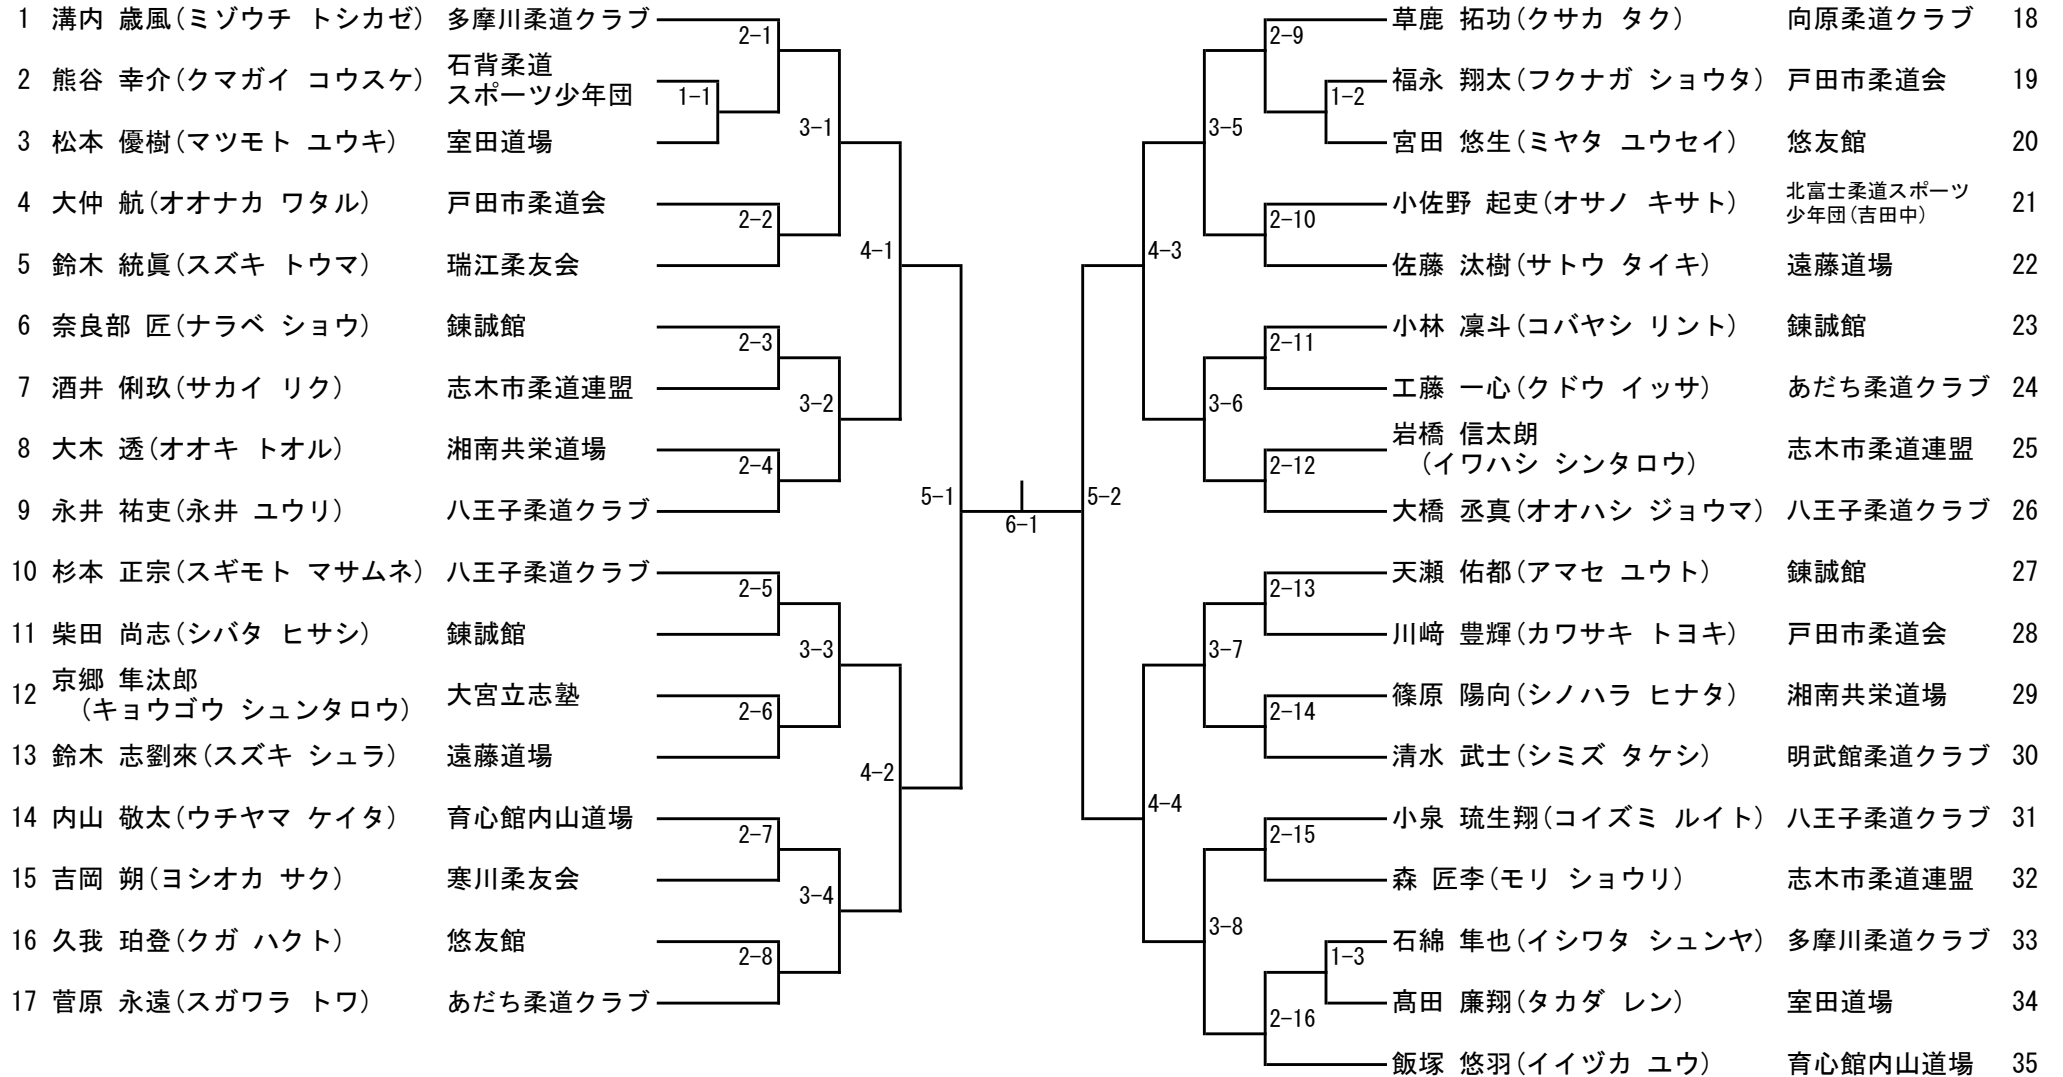 1 溝内 歳風(ミゾウチ トシカゼ) 多摩川柔道クラブ
2 熊谷 幸介(クマガイ コウスケ) 石背柔道
スポーツ少年団
3 松本 優樹(マツモト ユウキ) 室田道場
4 大仲 航(オオナカ ワタル) 戸田市柔道会
5 鈴木 統眞(スズキ トウマ) 瑞江柔友会
6 奈良部 匠(ナラベ ショウ) 錬誠館
7 酒井 俐玖(サカイ リク) 志木市柔道連盟
8 大木 透(オオキ トオル) 湘南共栄道場
9 永井 祐吏(永井 ユウリ) 八王子柔道クラブ
10 杉本 正宗(スギモト マサムネ) 八王子柔道クラブ
11 柴田 尚志(シバタ ヒサシ) 錬誠館
12 京郷 隼汰郎
(キョウゴウ シュンタロウ) 大宮立志塾
13 鈴木 志劉來(スズキ シュラ) 遠藤道場
14 内山 敬太(ウチヤマ ケイタ) 育心館内山道場
15 吉岡 朔(ヨシオカ サク) 寒川柔友会
16 久我 珀登(クガ ハクト) 悠友館
17 菅原 永遠(スガワラ トワ) あだち柔道クラブ
1-1
2-1
2-2
2-3
2-4
2-5
2-6
2-7
2-8
3-1
3-2
3-3
3-4
4-1
4-2
5-1
6-1
5-2
4-3
4-4
3-5
3-6
3-7
3-8
2-9
2-10
2-11
2-12
2-13
2-14
2-15
2-16
1-2
1-3
草鹿 拓功(クサカ タク) 向原柔道クラブ 18
福永 翔太(フクナガ ショウタ) 戸田市柔道会 19
宮田 悠生(ミヤタ ユウセイ) 悠友館 20
小佐野 起吏(オサノ キサト) 北富士柔道スポーツ
少年団(吉田中) 21
佐藤 汰樹(サトウ タイキ) 遠藤道場 22
小林 凜斗(コバヤシ リント) 錬誠館 23
工藤 一心(クドウ イッサ) あだち柔道クラブ 24
岩橋 信太朗
(イワハシ シンタロウ) 志木市柔道連盟 25
大橋 丞真(オオハシ ジョウマ) 八王子柔道クラブ 26
天瀬 佑都(アマセ ユウト) 錬誠館 27
川﨑 豊輝(カワサキ トヨキ) 戸田市柔道会 28
篠原 陽向(シノハラ ヒナタ) 湘南共栄道場 29
清水 武士(シミズ タケシ) 明武館柔道クラブ 30
小泉 琉生翔(コイズミ ルイト) 八王子柔道クラブ 31
森 匠李(モリ ショウリ) 志木市柔道連盟 32
石綿 隼也(イシワタ シュンヤ) 多摩川柔道クラブ 33
髙田 廉翔(タカダ レン) 室田道場 34
飯塚 悠羽(イイヅカ ユウ) 育心館内山道場 35